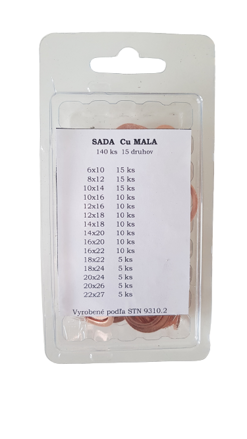 SADA Cu MALA
140 ks 15 druhov
6x10 15 ks
8x12 15 ks
10x14 15 ks
10x16 10 ks
12x16 10 ks
12x18 10 ks
14x18 10 ks
14x20 10 ks
16x20 10 ks
16x22 10 ks
18x22 5 ks
18x24 5 ks
20x24 5 ks
20x26 5 ks
22x27 5 ks
Vyrobené podľa STN 9310.2